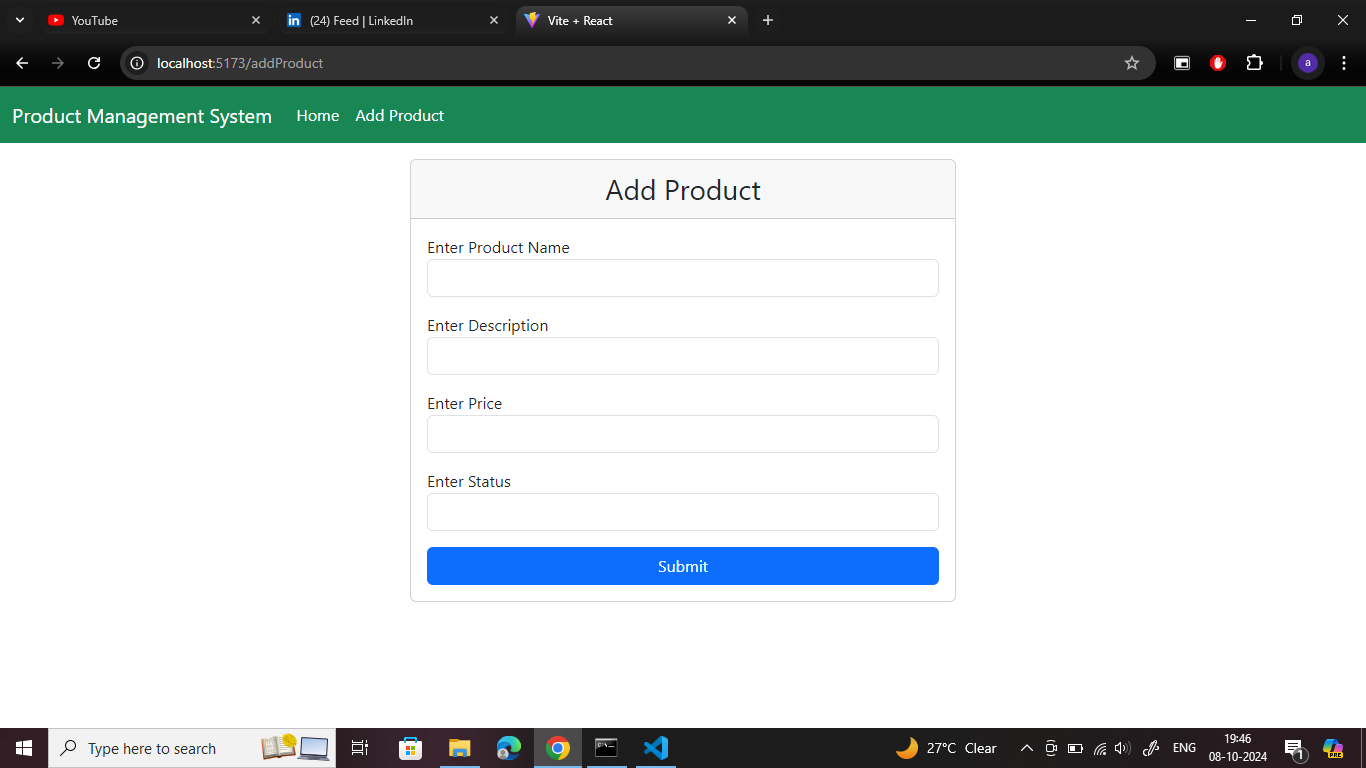 YouTube
(24) Feed | LinkedIn
Vite + React
localhost:5173/addProduct
a
Product Management System Home Add Product
Add Product
Enter Product Name
Enter Description
Enter Price
Enter Status
Submit
Type here to search
27°C Clear
ENG
19:46
08-10-2024
1
PRE